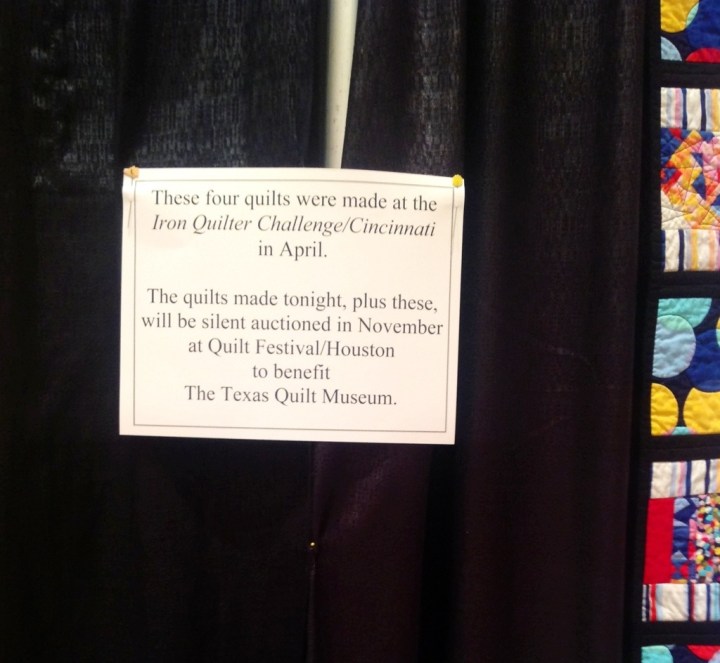 These four quilts were made at the
Iron Quilter Challenge/Cincinnati
in April.
The quilts made tonight, plus these,
will be silent auctioned in November
at Quilt Festival/Houston
to benefit
The Texas Quilt Museum.